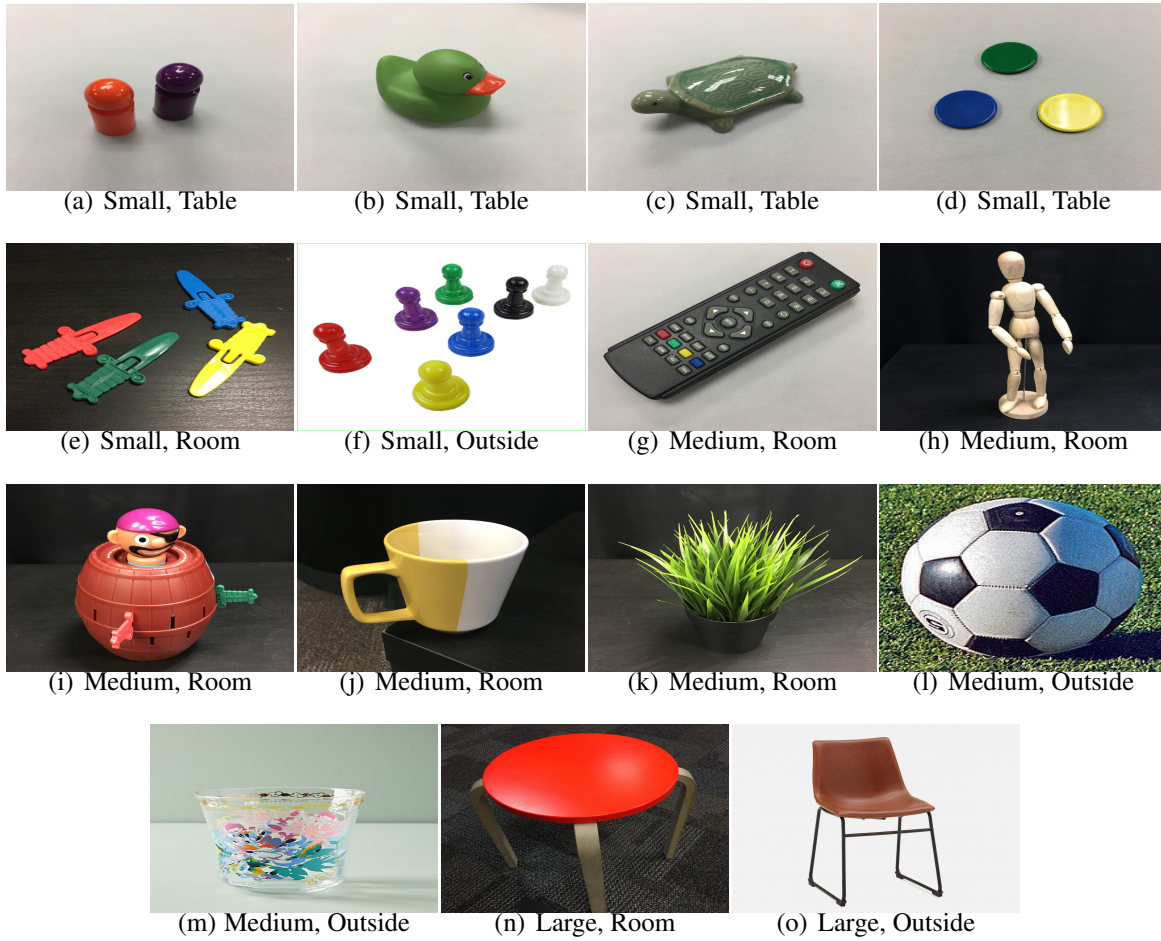 (a) Small, Table
(b) Small, Table
(c) Small, Table
(d) Small, Table
(e) Small, Room
(f) Small, Outside
(g) Medium, Room
(h) Medium, Room
(i) Medium, Room
(j) Medium, Room
(k) Medium, Room
(l) Medium, Outside
(m) Medium, Outside
(n) Large, Room
(o) Large, Outside